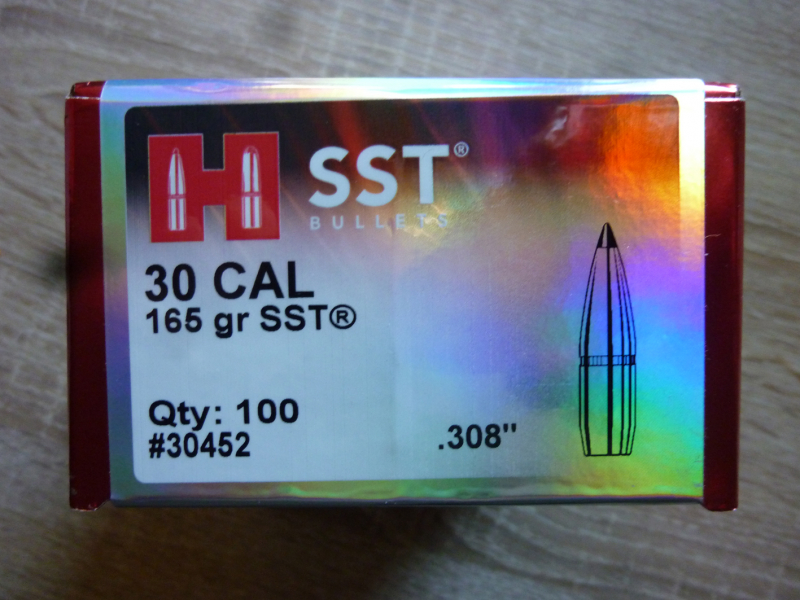 H SST®
BULLETS
30 CAL
165 gr SST®
Qty: 100
#30452
.308"